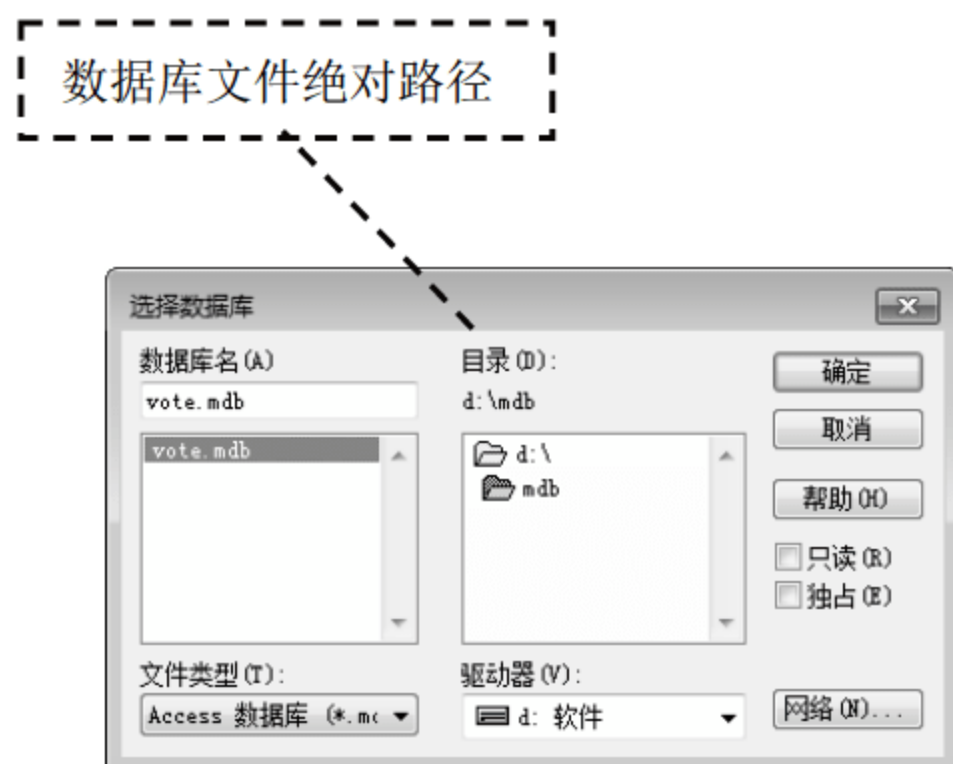 数据库文件绝对路径
选择数据库
数据库名(A)
vote.mdb
vote.mdb
文件类型(T):
Access 数据库 (*.mc
目录(D):
d:\mdb
d:\
mdb
驱动器(V):
d: 软件
确定
取消
帮助(H)
只读(R)
独占(E)
网络(N)...